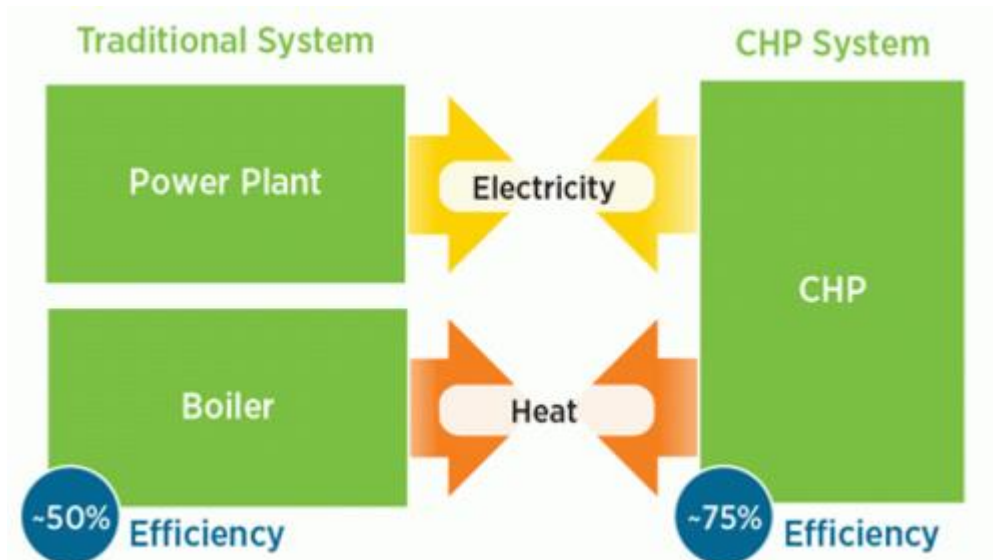 Traditional System
CHP System
Power Plant
Electricity
CHP
Boiler
Heat
~50% Efficiency
~75% Efficiency